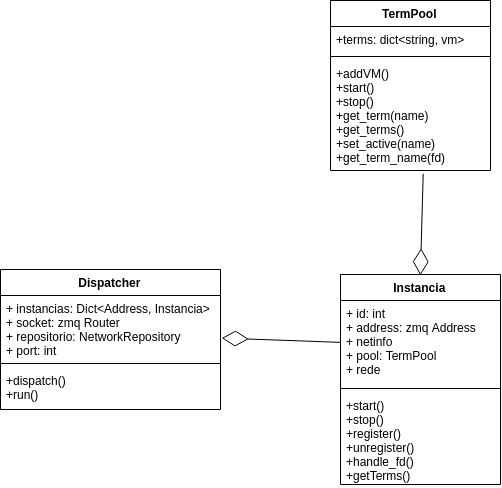 TermPool
+terms: dict<string, vm>
+addVM()
+start()
+stop()
+get_term(name)
+get_terms()
+set_active(name)
+get_term_name(fd)
Dispatcher
+ instancias: Dict<Address, Instancia>
+ socket: zmq Router
+ repositorio: NetworkRepository
+ port: int
+dispatch()
+run()
Instancia
+ id: int
+ address: zmq Address
+ netinfo
+ pool: TermPool
+ rede
+start()
+stop()
+register()
+unregister()
+handle_fd()
+getTerms()